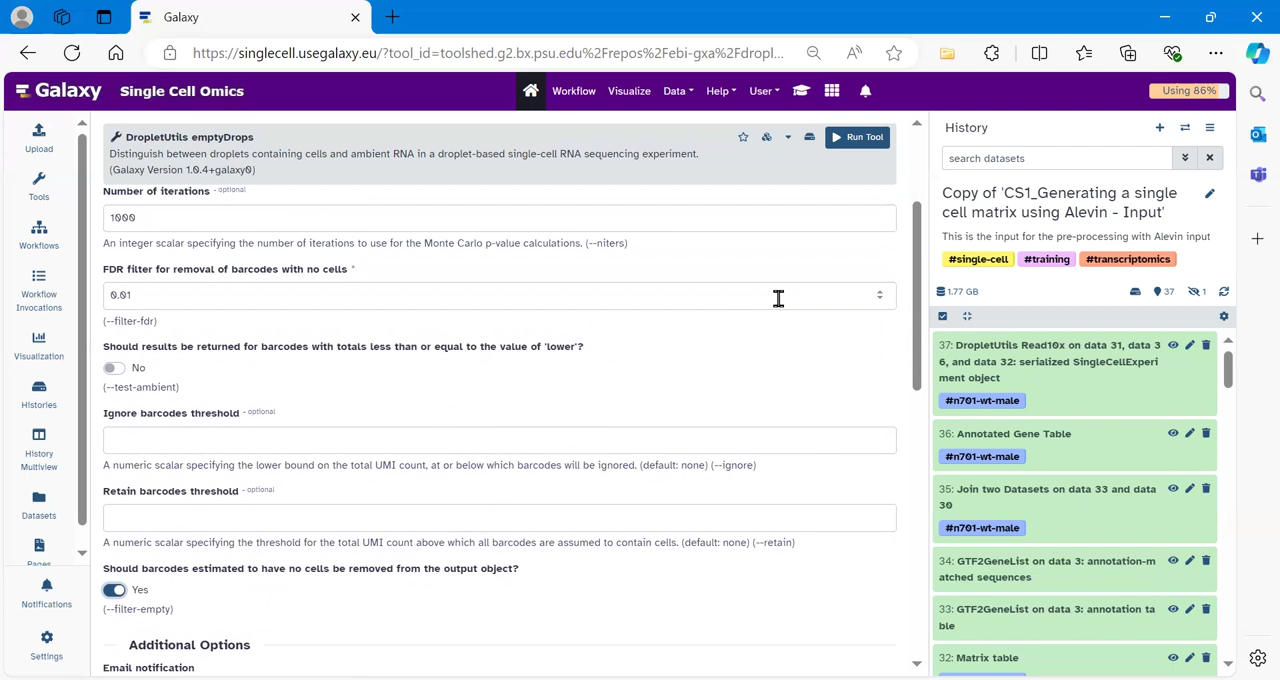 Galaxy
https://singlecell.usegalaxy.eu/?tool_id=toolshed.g2.bx.psu.edu%2Frepos%2Febi-gxa%2Fdropl...
Galaxy Single Cell Omics
Workflow Visualize Data Help User
Using 86%
Upload
Tools
Workflows
Workflow
Invocations
Visualization
Histories
History
Multiview
Datasets
Pages
Notifications
Settings
DropletUtils emptyDrops
Run Tool
Distinguish between droplets containing cells and ambient RNA in a droplet-based single-cell RNA sequencing experiment.
(Galaxy Version 1.0.4+galaxy0)
Number of iterations - optional
1000
An integer scalar specifying the number of iterations to use for the Monte Carlo p-value calculations. (--niters)
FDR filter for removal of barcodes with no cells *
0.01
(--filter-fdr)
Should results be returned for barcodes with totals less than or equal to the value of 'lower'?
No
(--test-ambient)
Ignore barcodes threshold - optional
A numeric scalar specifying the lower bound on the total UMI count, at or below which barcodes will be ignored. (default: none) (--ignore)
Retain barcodes threshold - optional
A numeric scalar specifying the threshold for the total UMI count above which all barcodes are assumed to contain cells. (default: none) (--retain)
Should barcodes estimated to have no cells be removed from the output object?
Yes
(--filter-empty)
Additional Options
Email notification
History
search datasets
Copy of 'CS1_Generating a single
cell matrix using Alevin - Input'
This is the input for the pre-processing with Alevin input
#single-cell #training #transcriptomics
1.77 GB 37 1
37: DropletUtils Read10x on data 31, data 3
6, and data 32: serialized SingleCellExperi
ment object
#n701-wt-male
36: Annotated Gene Table
#n701-wt-male
35: Join two Datasets on data 33 and data
30
#n701-wt-male
34: GTF2GeneList on data 3: annotation-m
atched sequences
33: GTF2GeneList on data 3: annotation ta
ble
32: Matrix table